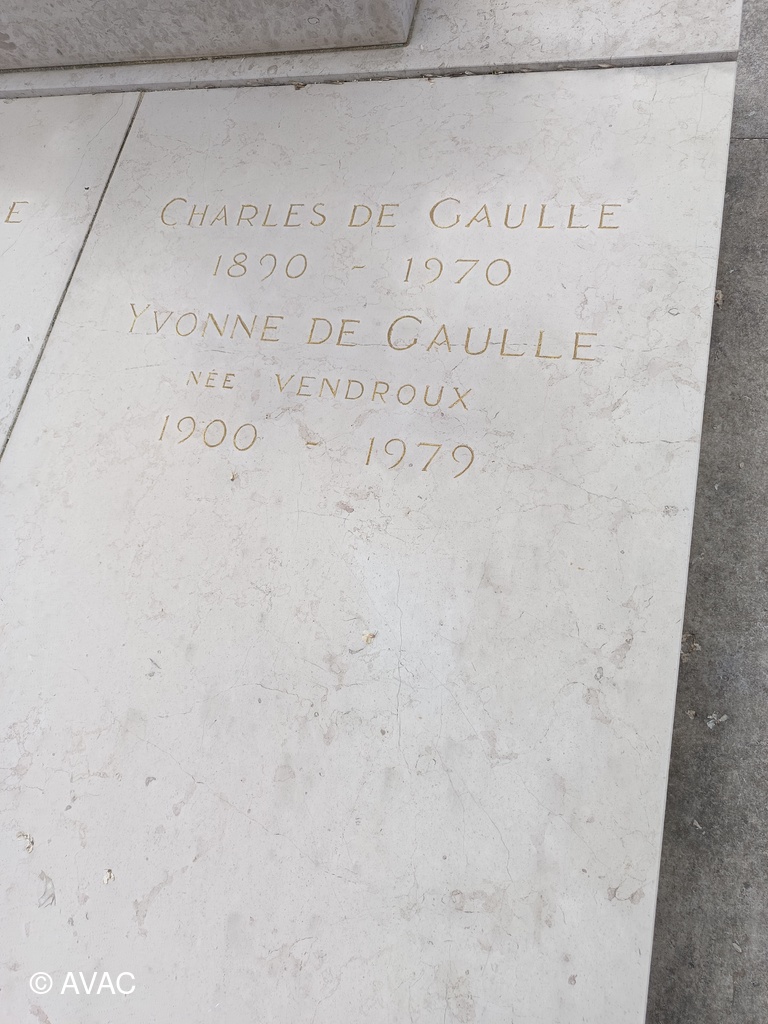 E
CHARLES DE GAULLE
1890 - 1970
YVONNE DE GAULLE
NÉE VENDROUX
1900 - 1979
© AVAC